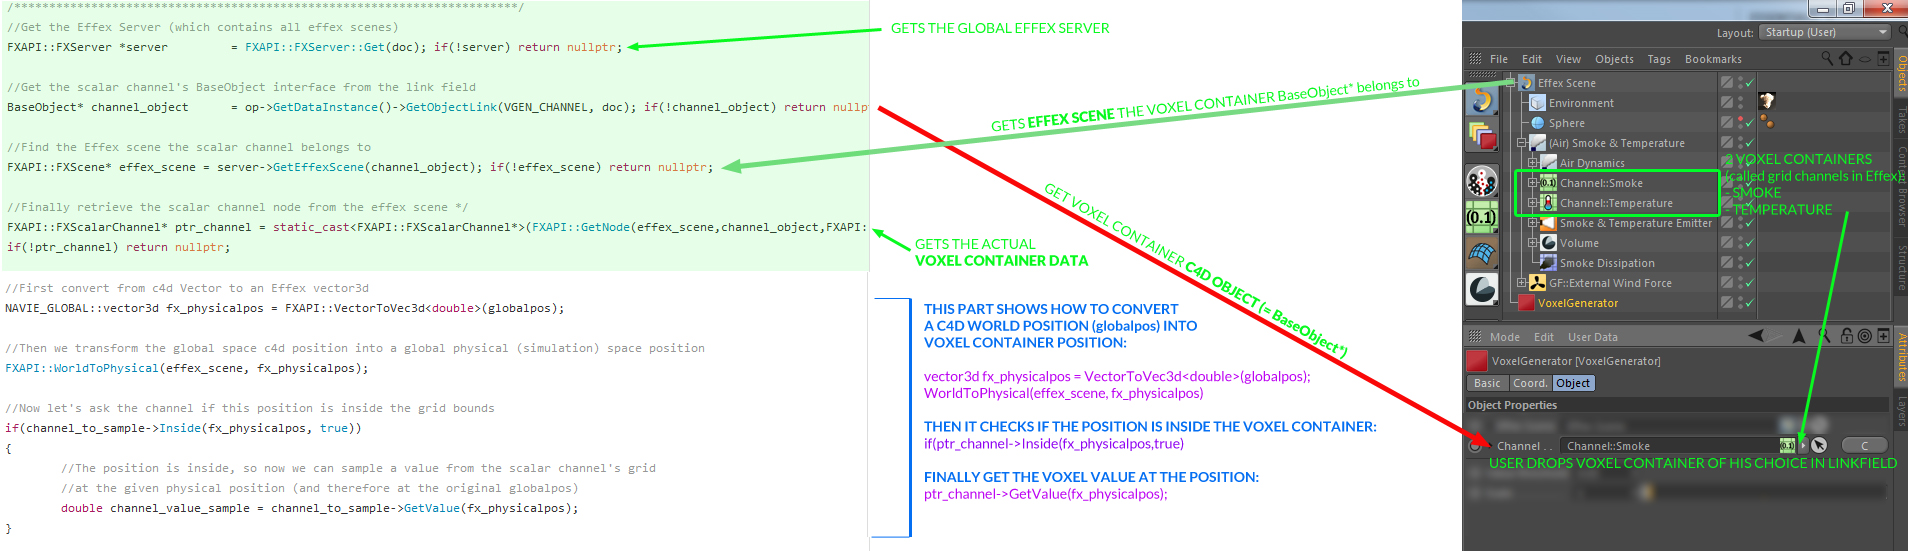 /***************************************************************************/
//Get the Effex Server (which contains all effex scenes)
FXAPI::FXServer *server = FXAPI::FXServer::Get(doc); if(!server) return nullptr;
//Get the scalar channel's BaseObject interface from the link field
BaseObject* channel_object = op->GetDataInstance()->GetObjectLink(VGEN_CHANNEL, doc); if(!channel_object) return nullp
//Find the Effex scene the scalar channel belongs to
FXAPI::FXScene* effex_scene = server->GetEffexScene(channel_object); if(!effex_scene) return nullptr;
//Finally retrieve the scalar channel node from the effex scene */
FXAPI::FXScalarChannel* ptr_channel = static_cast<FXAPI::FXScalarChannel*>(FXAPI::GetNode(effex_scene,channel_object,FXAPI:
if(!ptr_channel) return nullptr;
//First convert from c4d Vector to an Effex vector3d
NAVIE_GLOBAL::vector3d fx_physicalpos = FXAPI::VectorToVec3d<double>(globalpos);
//Then we transform the global space c4d position into a global physical (simulation) space position
FXAPI::WorldToPhysical(effex_scene, fx_physicalpos);
//Now let's ask the channel if this position is inside the grid bounds
if(channel_to_sample->Inside(fx_physicalpos, true))
{
//The position is inside, so now we can sample a value from the scalar channel's grid
//at the given physical position (and therefore at the original globalpos)
double channel_value_sample = channel_to_sample->GetValue(fx_physicalpos);
}
GETS THE GLOBAL EFFEX SERVER
GETS EFFEX SCENE THE VOXEL CONTAINER BaseObject* belongs to
GET VOXEL CONTAINER C4D OBJECT (= BaseObject*)
GETS THE ACTUAL
VOXEL CONTAINER DATA
THIS PART SHOWS HOW TO CONVERT
A C4D WORLD POSITION (globalpos) INTO
VOXEL CONTAINER POSITION:
vector3d fx_physicalpos = VectorToVec3d<double>(globalpos);
WorldToPhysical(effex_scene, fx_physicalpos)
THEN IT CHECKS IF THE POSITION IS INSIDE THE VOXEL CONTAINER:
if(ptr_channel->Inside(fx_physicalpos,true)
FINALLY GET THE VOXEL VALUE AT THE POSITION:
ptr_channel->GetValue(fx_physicalpos);
Layout: Startup (User)
File Edit View Objects Tags Bookmarks
Effex Scene
Environment
Sphere
(Air) Smoke & Temperature
Air Dynamics
(0.1) Channel::Smoke
Channel::Temperature
(0.1)
Smoke & Temperature Emitter
Volume
Smoke Dissipation
GF::External Wind Force
VoxelGenerator
2 VOXEL CONTAINERS
(called grid channels in Effex):
- SMOKE
- TEMPERATURE
Objects
Takes
Content Browser
Structure
Mode Edit User Data
VoxelGenerator [VoxelGenerator]
Basic Coord. Object
Object Properties
Channel . . Channel::Smoke (0.1) C
USER DROPS VOXEL CONTAINER OF HIS CHOICE IN LINKFIELD
Attributes
Layers